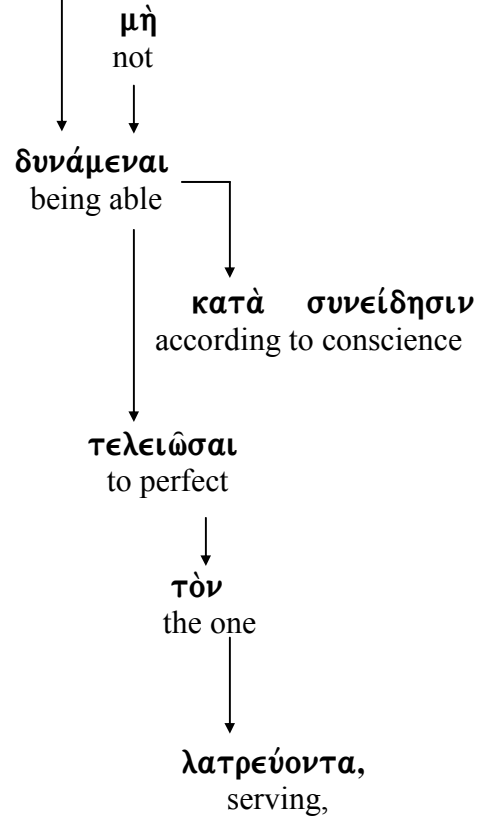 μὴ
not
δυνάμεναι
being able
κατὰ συνείδησιν
according to conscience
τελειῶσαι
to perfect
τὸν
the one
λατρεύοντα,
serving,